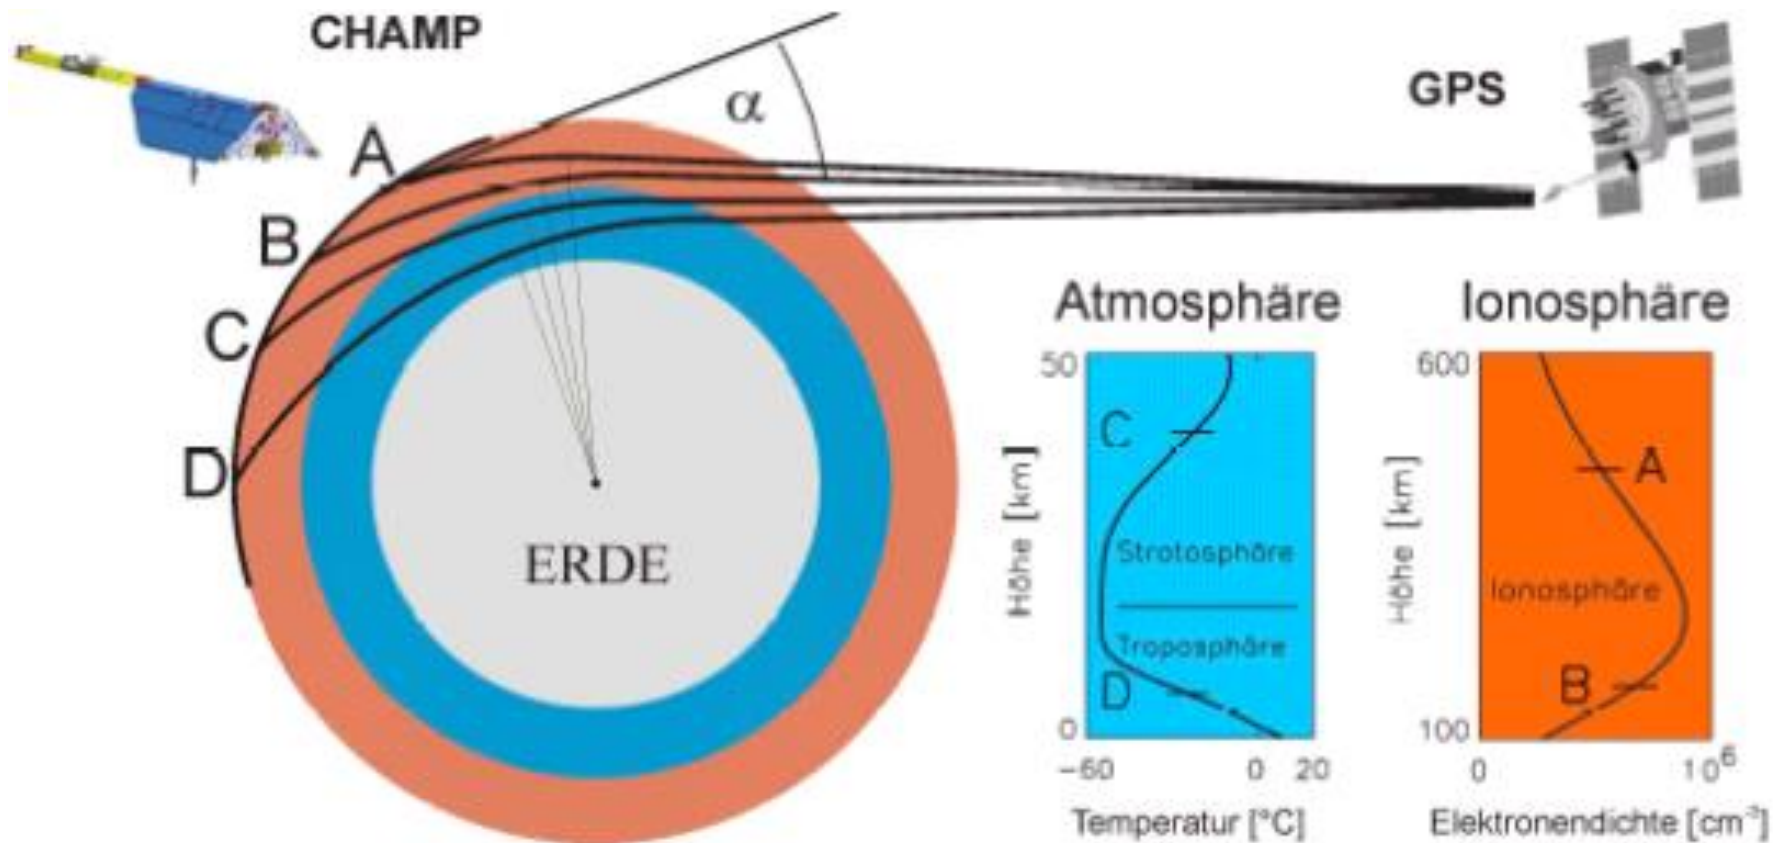 CHAMP
α
GPS
A
B
C
D
ERDE
Atmosphäre
50
C
Höhe [km]
Strotosphäre
Troposphäre
D
0
-60 0 20
Temperatur [°C]
Ionosphäre
600
A
Höhe [km]
Ionosphäre
B
100
0 10⁶
Elektronendichte [cm⁻³]